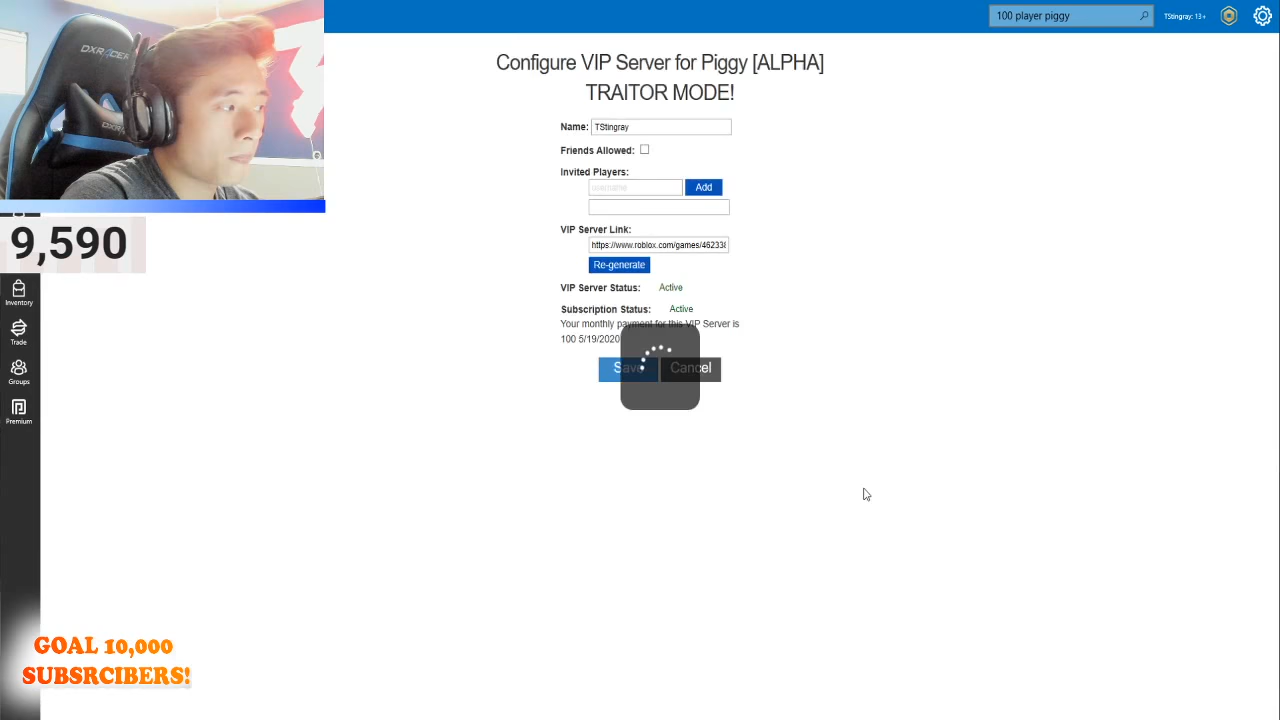 DXRACER
100 player piggy
TStingray: 13+
Configure VIP Server for Piggy [ALPHA]
TRAITOR MODE!
Name: TStingray
Friends Allowed:
Invited Players:
username
Add
VIP Server Link:
https://www.roblox.com/games/46233
Re-generate
VIP Server Status: Active
Subscription Status: Active
Your monthly payment for this VIP Server is
100 5/19/2020
Save
Cancel
9,590
Inventory
Trade
Groups
Premium
GOAL 10,000
SUBSRCIBERS!